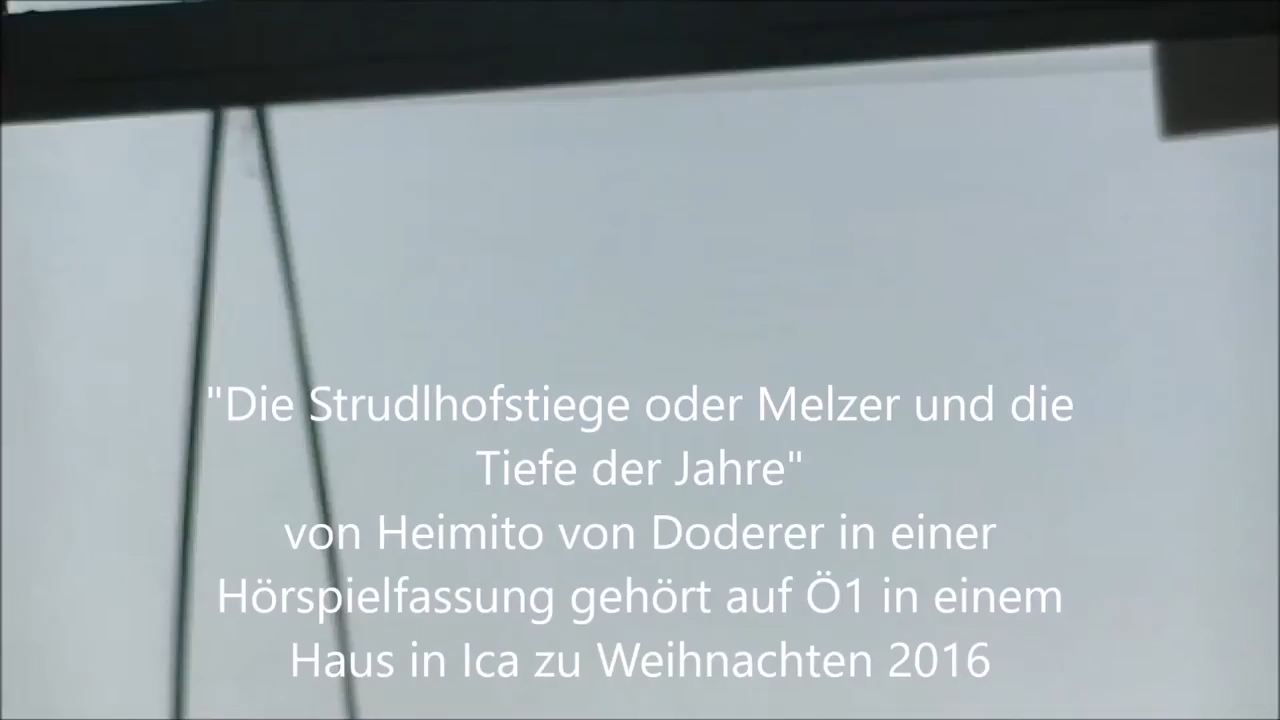 "Die Strudlhofstiege oder Melzer und die
Tiefe der Jahre"
von Heimito von Doderer in einer
Hörspielfassung gehört auf Ö1 in einem
Haus in Ica zu Weihnachten 2016